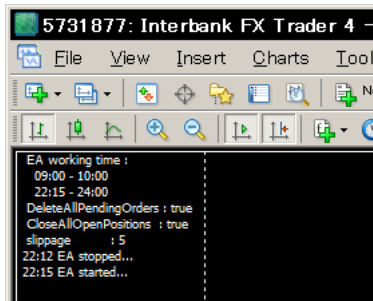 5731877: Interbank FX Trader 4 -
File View Insert Charts Tool
EA working time :
09:00 - 10:00
22:15 - 24:00
DeleteAllPendingOrders : true
CloseAllOpenPositions : true
slippage : 5
22:12 EA stopped...
22:15 EA started...